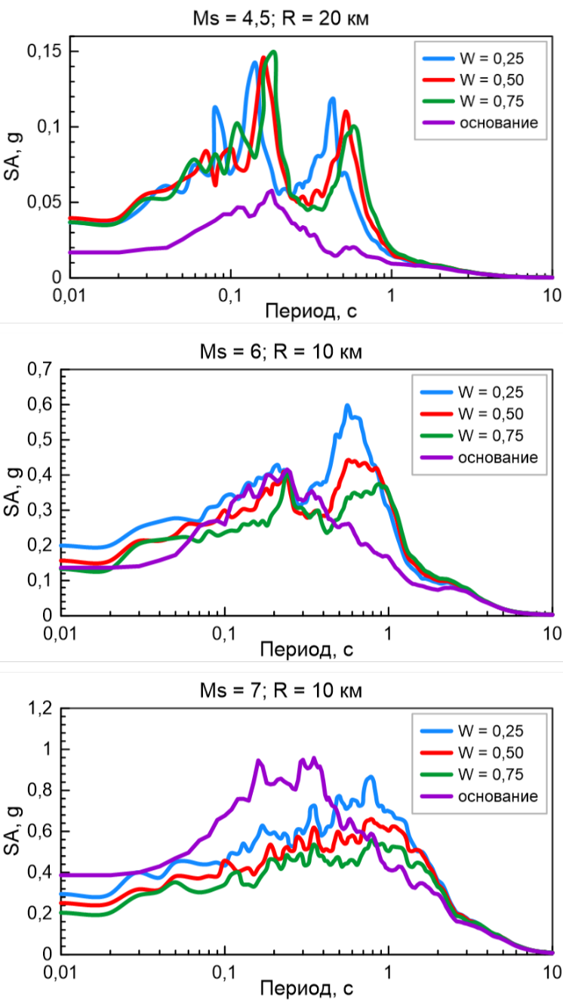 Ms = 4,5; R = 20 км
SA, g
0,15
0,1
0,05
0
0,01
0,1
1
10
Период, с
W = 0,25
W = 0,50
W = 0,75
основание
Ms = 6; R = 10 км
SA, g
0,7
0,6
0,5
0,4
0,3
0,2
0,1
0
0,01
0,1
1
10
Период, с
W = 0,25
W = 0,50
W = 0,75
основание
Ms = 7; R = 10 км
SA, g
1,2
1
0,8
0,6
0,4
0,2
0
0,01
0,1
1
10
Период, с
W = 0,25
W = 0,50
W = 0,75
основание